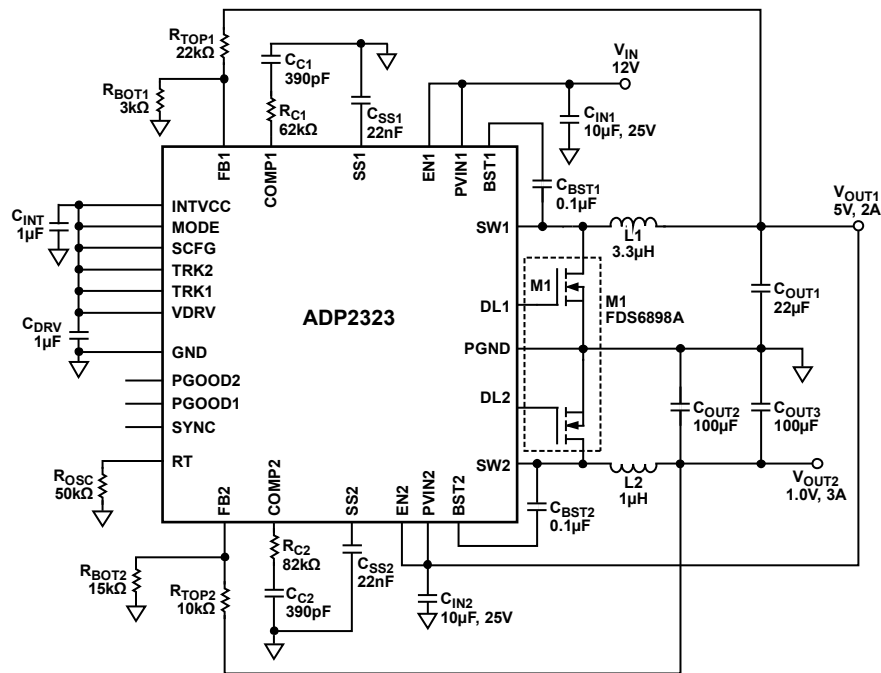 RTOP1
22kΩ
CC1
390pF
VIN
12V
RBOT1
3kΩ
RC1
62kΩ
CSS1
22nF
CIN1
10µF, 25V
FB1
COMP1
SS1
EN1
PVIN1
BST1
CBST1
0.1µF
INTVCC
MODE
SCFG
TRK2
TRK1
VDRV
GND
PGOOD2
PGOOD1
SYNC
RT
CINT
1µF
CDRV
1µF
ROSC
50kΩ
ADP2323
SW1
DL1
PGND
DL2
SW2
L1
3.3µH
VOUT1
5V, 2A
M1
M1
FDS6898A
COUT1
22µF
COUT2
100µF
COUT3
100µF
L2
1µH
VOUT2
1.0V, 3A
FB2
COMP2
SS2
EN2
PVIN2
BST2
CBST2
0.1µF
RBOT2
15kΩ
RTOP2
10kΩ
RC2
82kΩ
CC2
390pF
CSS2
22nF
CIN2
10µF, 25V